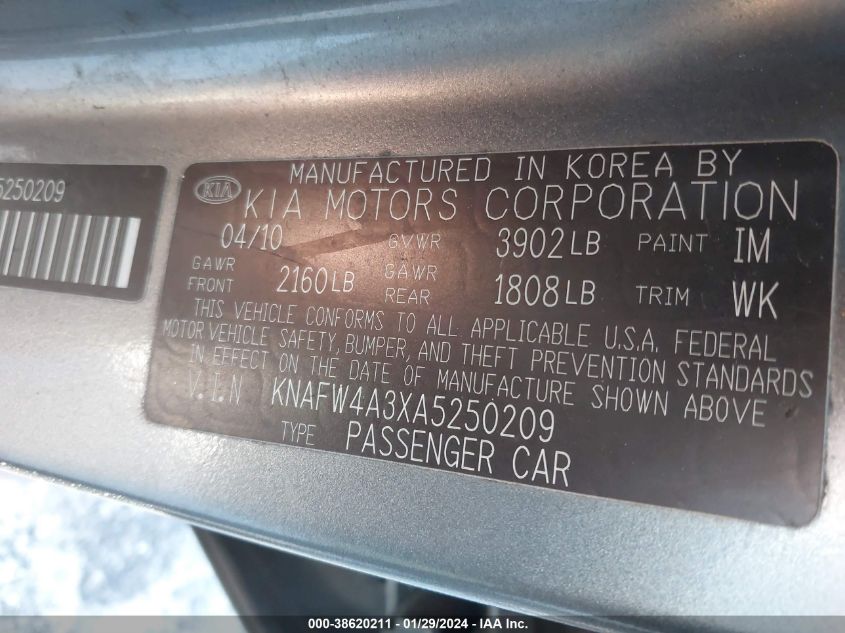 5250209
KIA
MANUFACTURED IN KOREA BY
KIA MOTORS CORPORATION
04/10 GVWR 3902LB PAINT IM
GAWR FRONT 2160LB GAWR REAR 1808LB TRIM WK
THIS VEHICLE CONFORMS TO ALL APPLICABLE U.S.A. FEDERAL
MOTOR VEHICLE SAFETY, BUMPER, AND THEFT PREVENTION STANDARDS
IN EFFECT ON THE DATE OF MANUFACTURE SHOWN ABOVE
V.I.N KNAFW4A3XA5250209
TYPE PASSENGER CAR
000-38620211 - 01/29/2024 - IAA Inc.